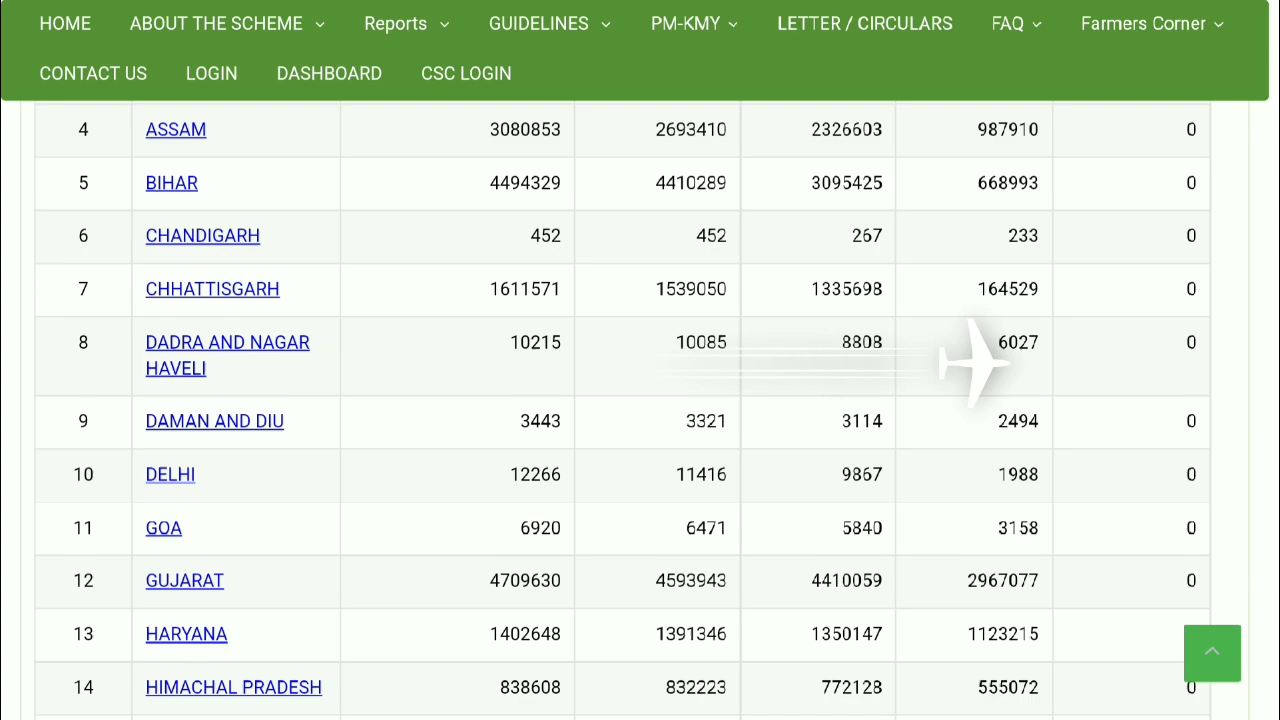 HOME ABOUT THE SCHEME Reports GUIDELINES PM-KMY LETTER / CIRCULARS FAQ Farmers Corner
CONTACT US LOGIN DASHBOARD CSC LOGIN
4 ASSAM 3080853 2693410 2326603 987910 0
5 BIHAR 4494329 4410289 3095425 668993 0
6 CHANDIGARH 452 452 267 233 0
7 CHHATTISGARH 1611571 1539050 1335698 164529 0
8 DADRA AND NAGAR 10215 10085 8808 6027 0
HAVELI
9 DAMAN AND DIU 3443 3321 3114 2494 0
10 DELHI 12266 11416 9867 1988 0
11 GOA 6920 6471 5840 3158 0
12 GUJARAT 4709630 4593943 4410059 2967077 0
13 HARYANA 1402648 1391346 1350147 1123215
14 HIMACHAL PRADESH 838608 832223 772128 555072 0